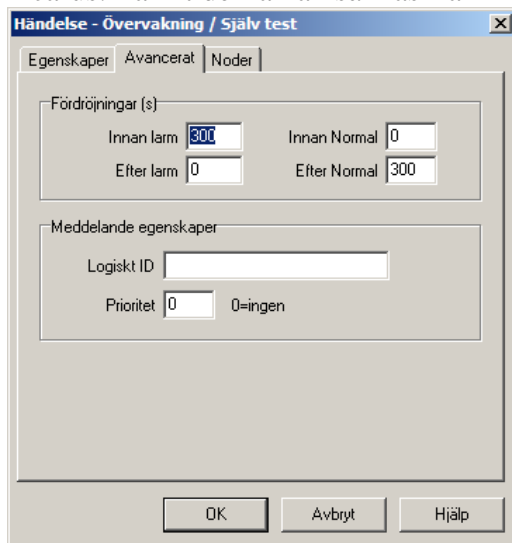 Händelse - Övervakning / Själv test
Egenskaper Avancerat Noder
Fördröjningar (s)
Innan larm 300 Innan Normal 0
Efter larm 0 Efter Normal 300
Meddelande egenskaper
Logiskt ID
Prioritet 0 0=ingen
OK Avbryt Hjälp